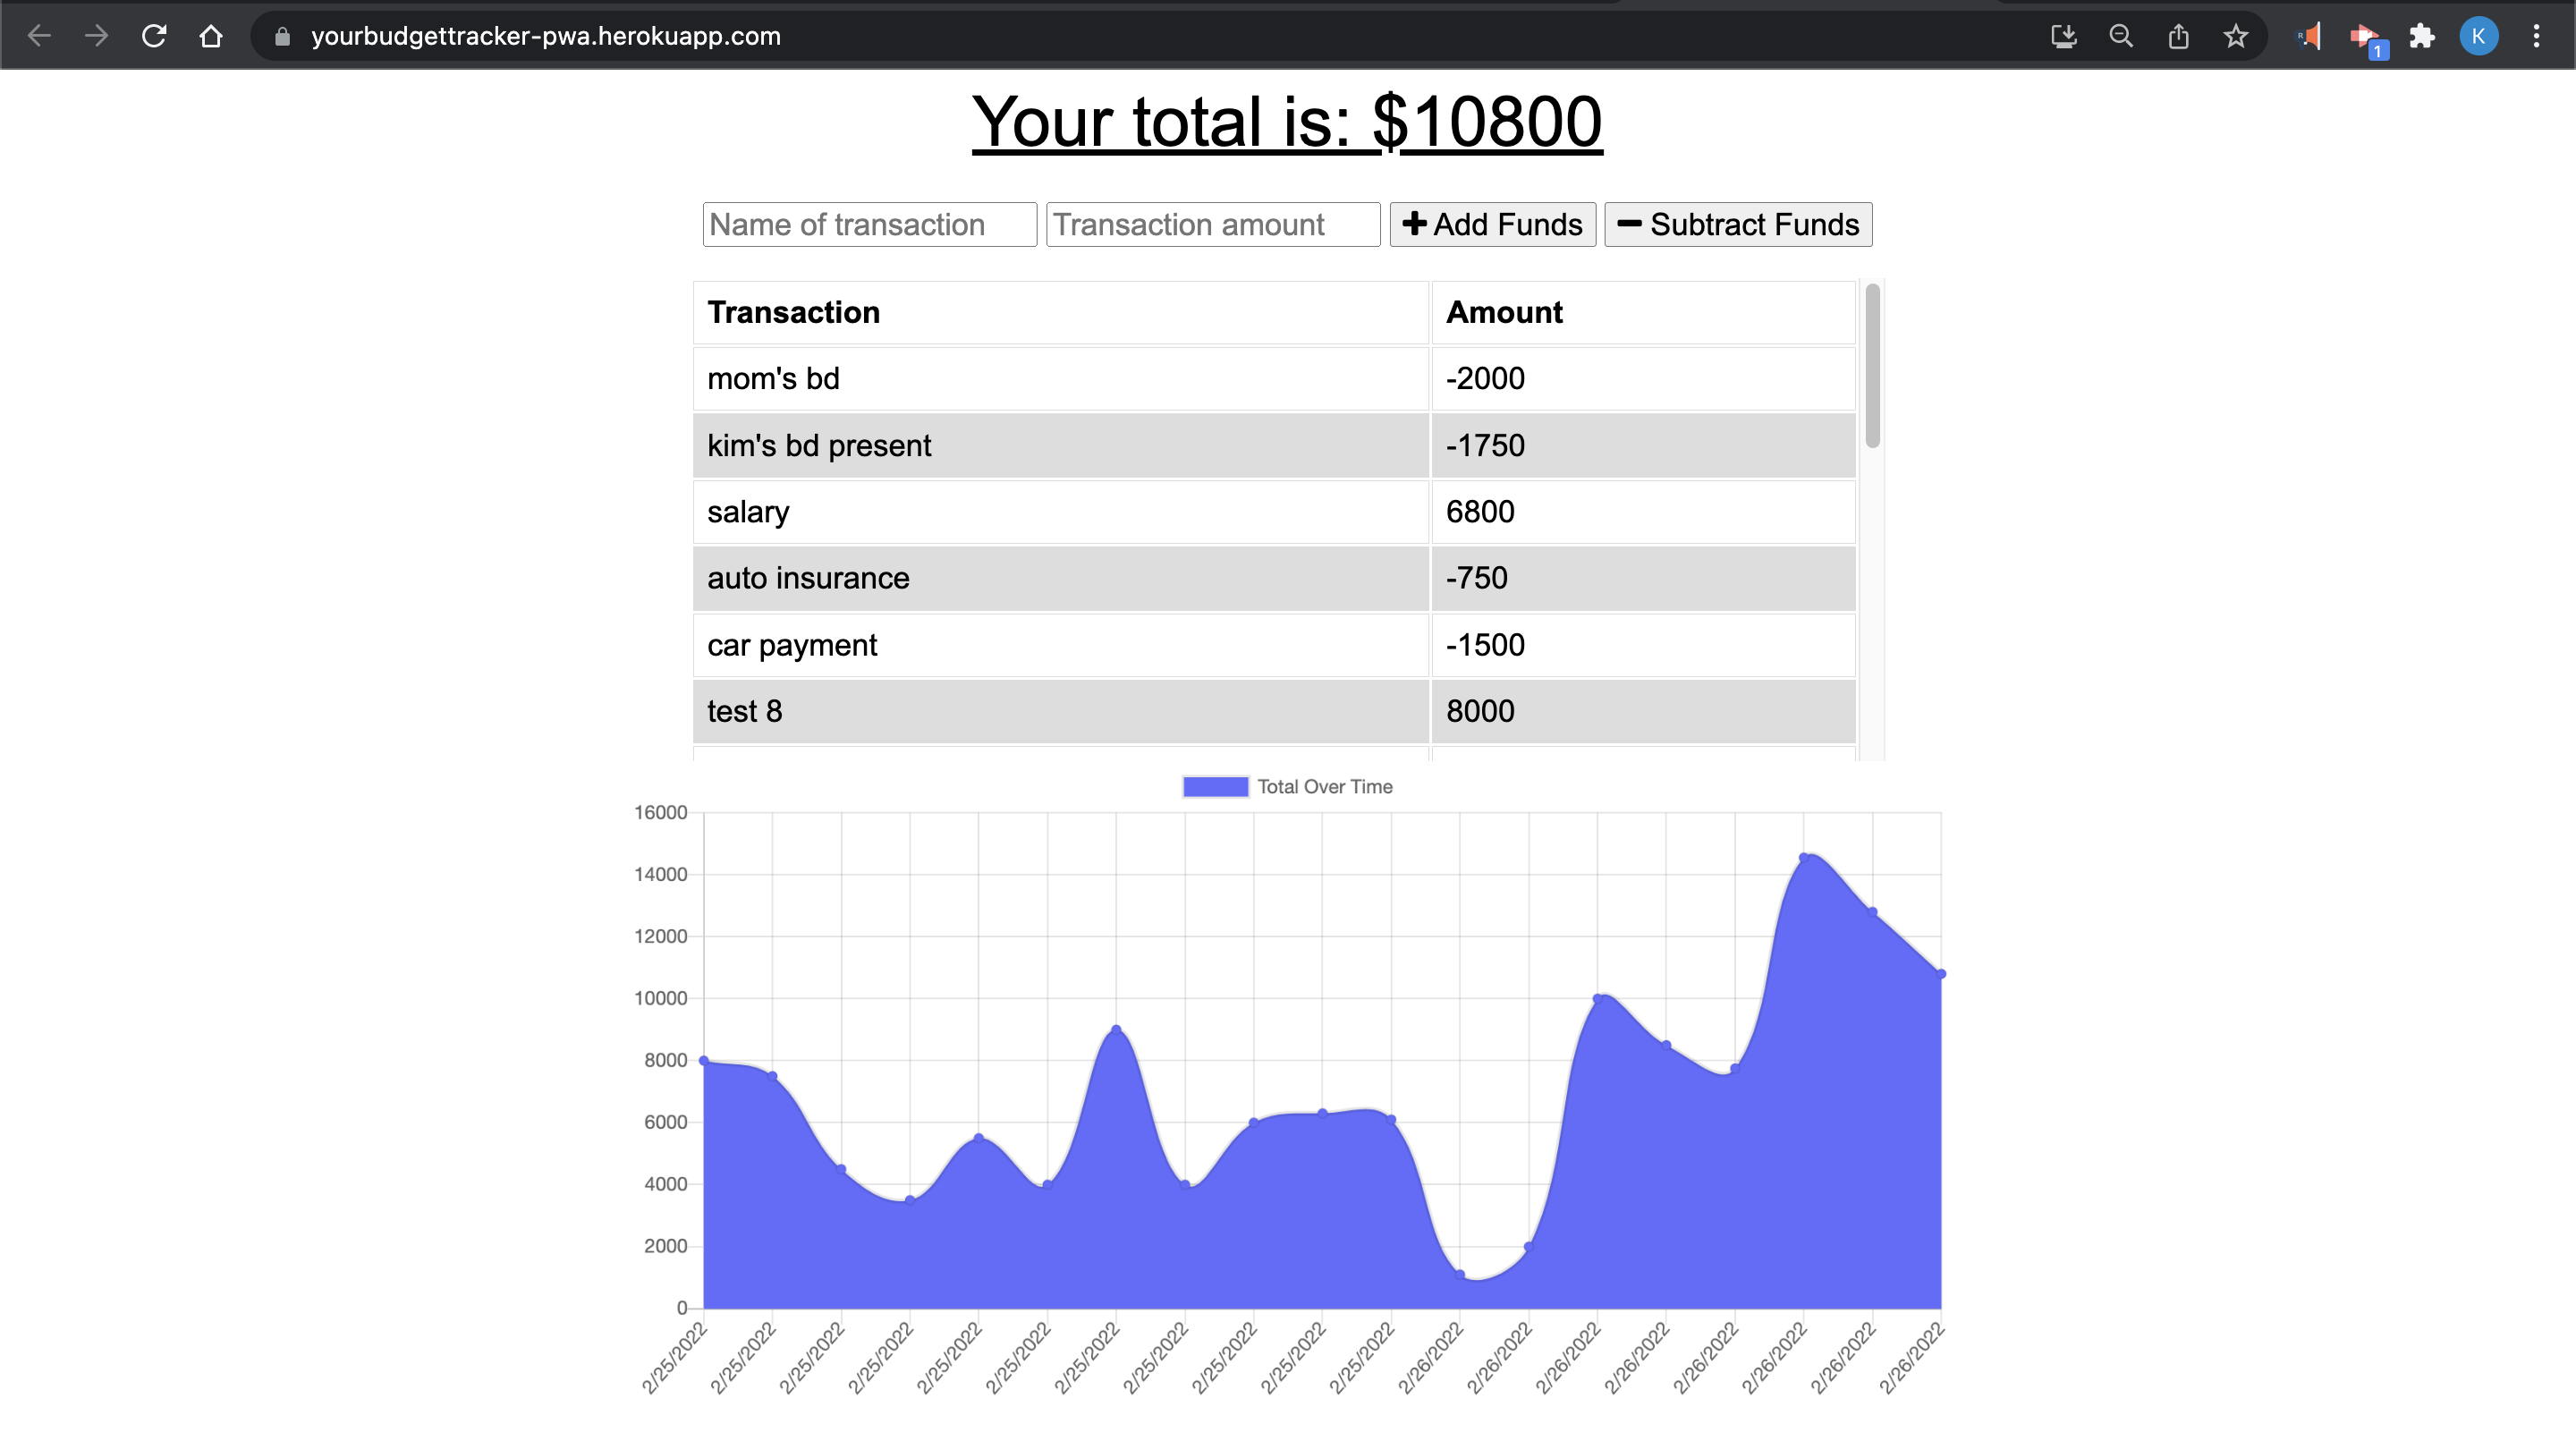 yourbudgettracker-pwa.herokuapp.com
R
1
K
Your total is: $10800
Name of transaction Transaction amount Add Funds Subtract Funds
Transaction Amount
mom's bd -2000
kim's bd present -1750
salary 6800
auto insurance -750
car payment -1500
test 8 8000
Total Over Time
16000
14000
12000
10000
8000
6000
4000
2000
0
2/25/2022 2/25/2022 2/25/2022 2/25/2022 2/25/2022 2/25/2022 2/25/2022 2/25/2022 2/25/2022 2/25/2022 2/25/2022 2/26/2022 2/26/2022 2/26/2022 2/26/2022 2/26/2022 2/26/2022 2/26/2022 2/26/2022